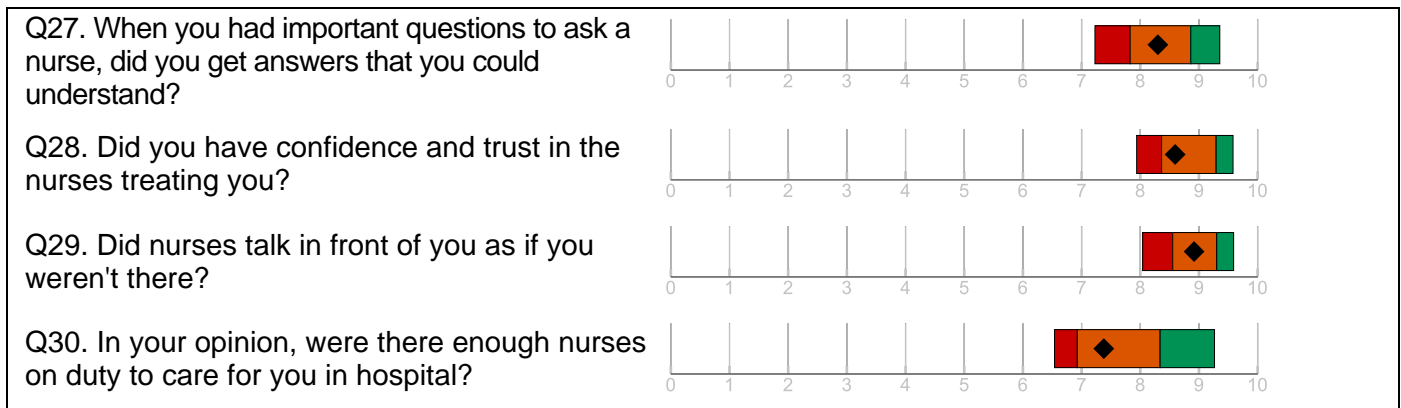 Q27. When you had important questions to ask a
nurse, did you get answers that you could
understand?
0 1 2 3 4 5 6 7 8 9 10
Q28. Did you have confidence and trust in the
nurses treating you?
0 1 2 3 4 5 6 7 8 9 10
Q29. Did nurses talk in front of you as if you
weren't there?
0 1 2 3 4 5 6 7 8 9 10
Q30. In your opinion, were there enough nurses
on duty to care for you in hospital?
0 1 2 3 4 5 6 7 8 9 10